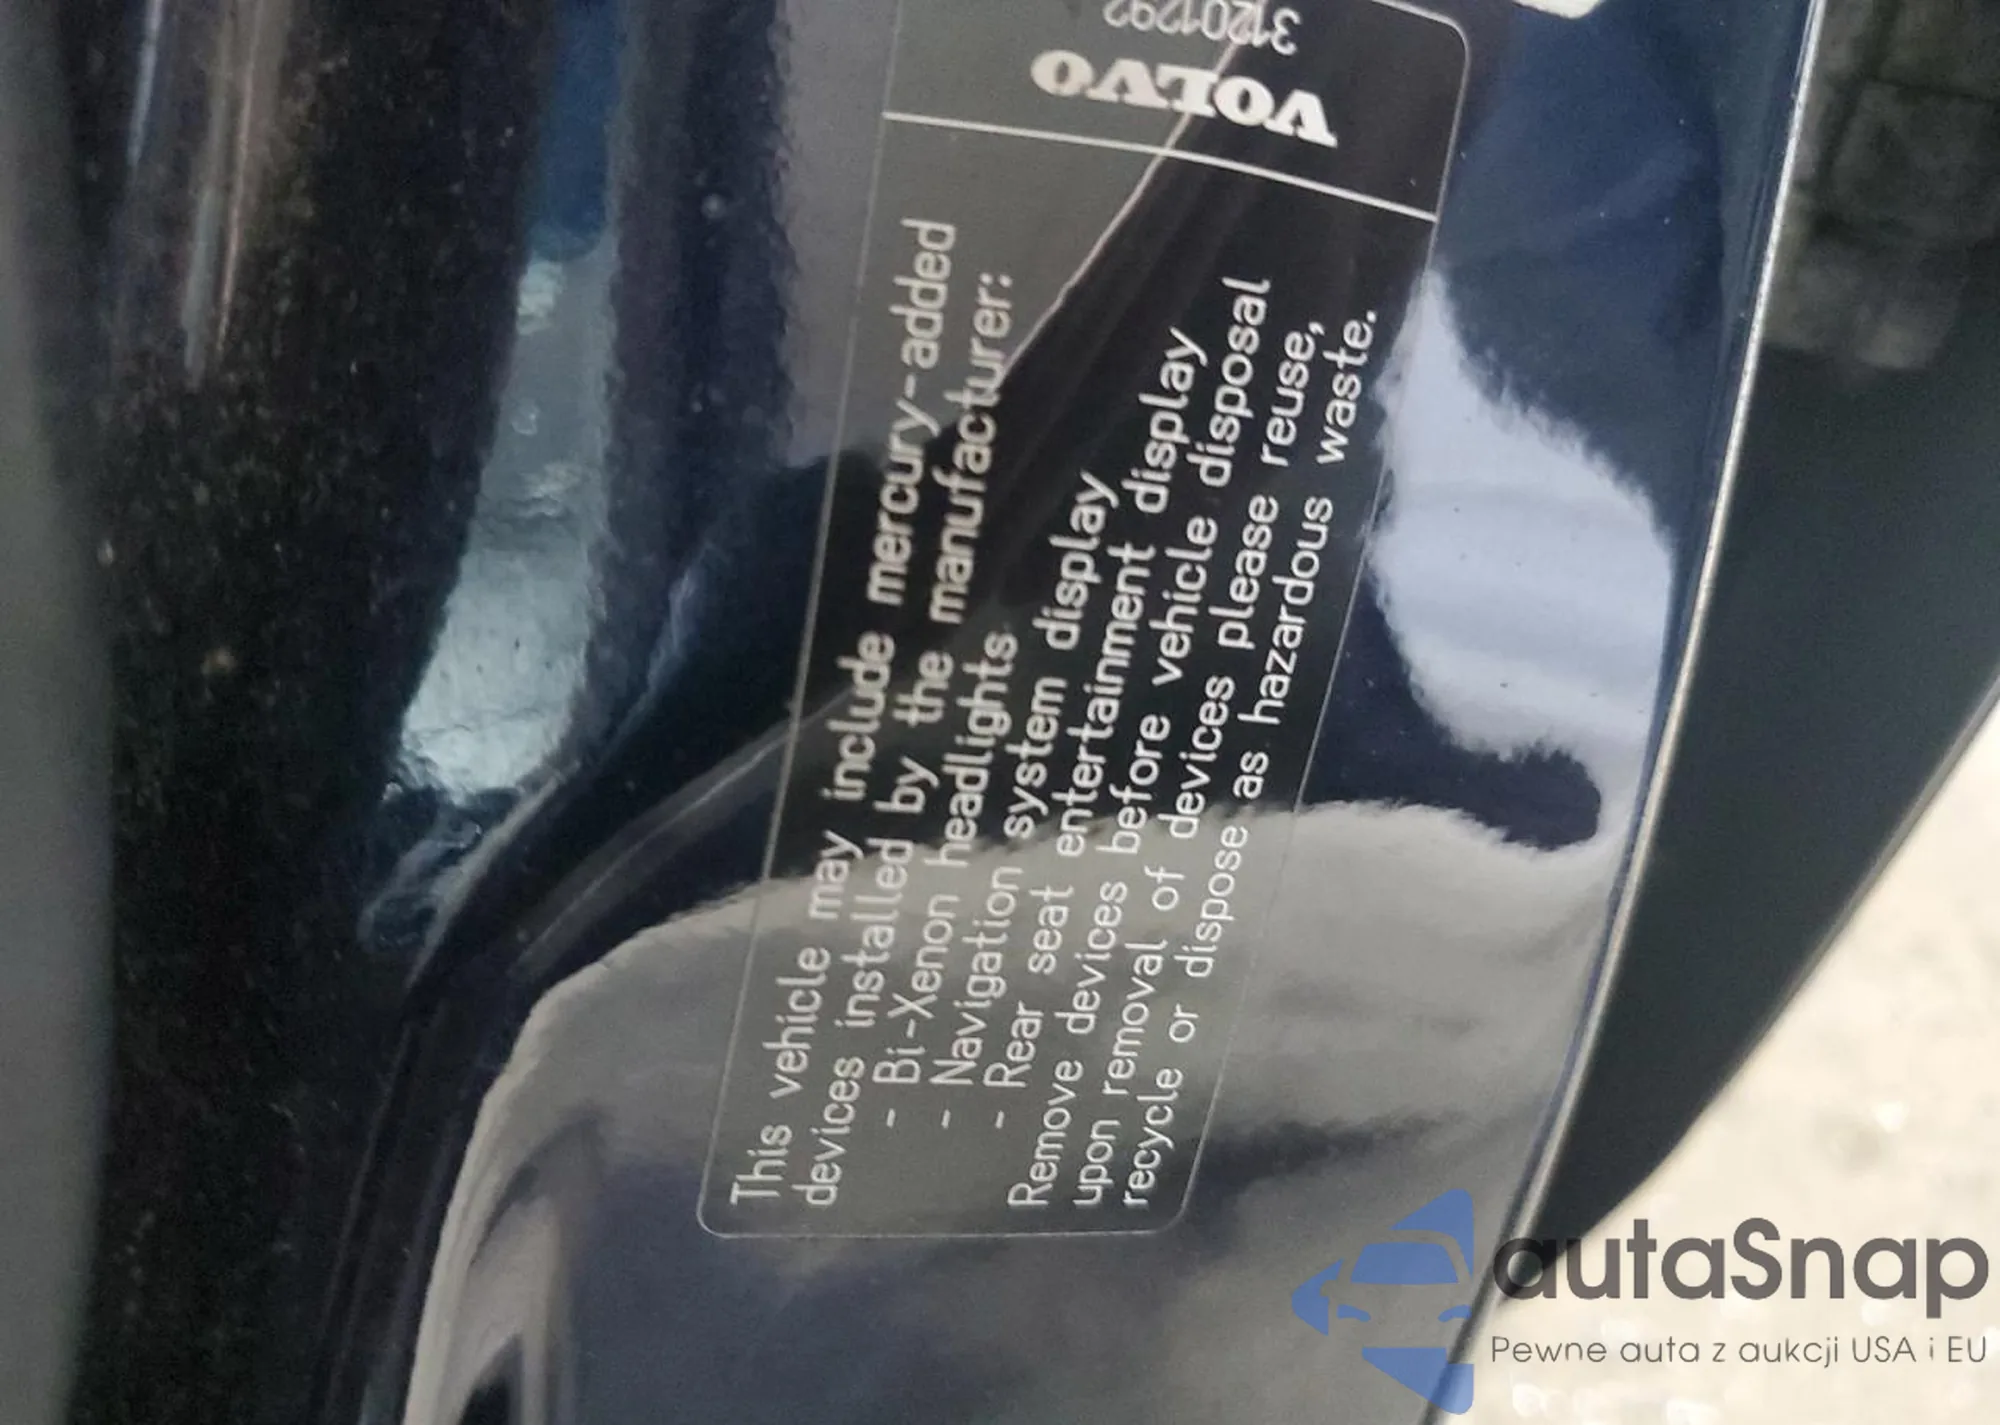 This vehicle may include mercury-added
devices installed by the manufacturer:
- Bi-Xenon headlights
- Navigation system display
- Rear seat entertainment display
Remove devices before vehicle disposal
upon removal of devices please reuse,
recycle or dispose as hazardous waste.
VOLVO
31201292
autaSnap
Pewne auta z aukcji USA i EU